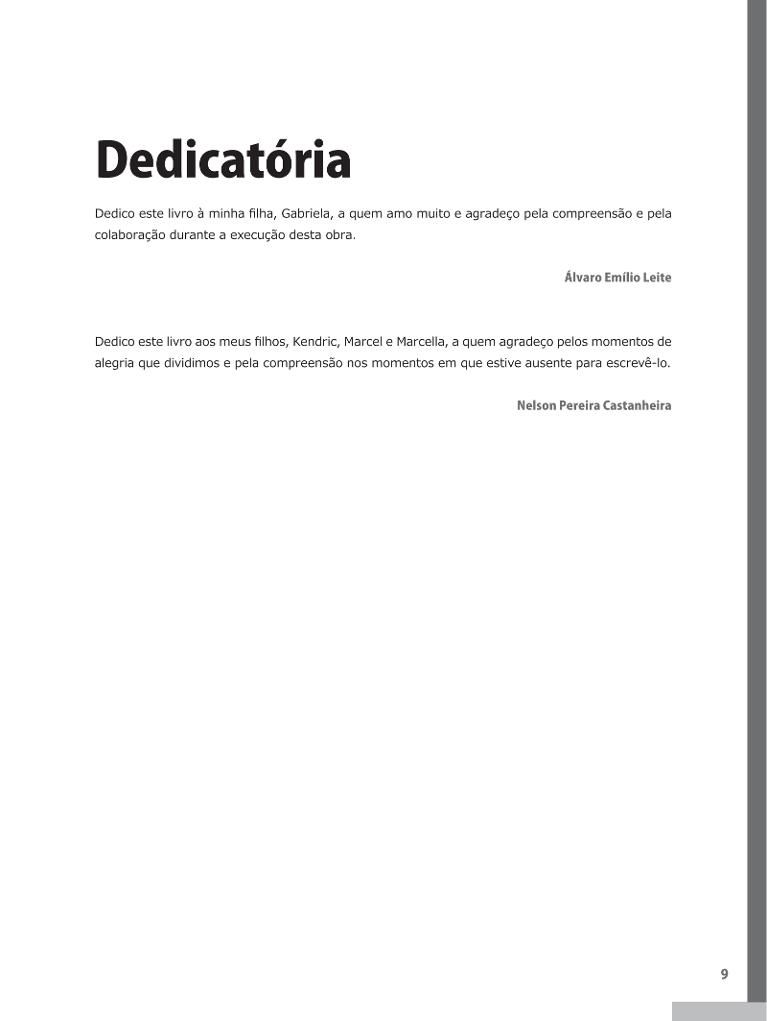 Dedicatória
Dedico este livro à minha filha, Gabriela, a quem amo muito e agradeço pela compreensão e pela
colaboração durante a execução desta obra.
Álvaro Emílio Leite
Dedico este livro aos meus filhos, Kendric, Marcel e Marcella, a quem agradeço pelos momentos de
alegria que dividimos e pela compreensão nos momentos em que estive ausente para escrevê-lo.
Nelson Pereira Castanheira
9